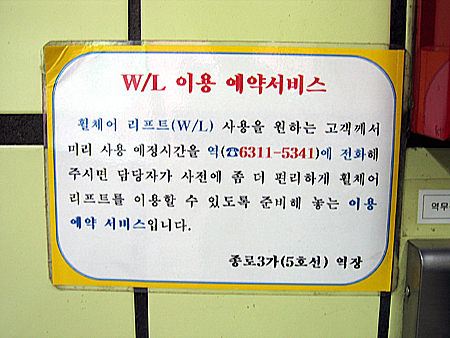 W/L 이용 예약서비스
휠체어 리프트(W/L) 사용을 원하는 고객께서
미리 사용 예정시간을 역(☎6311-5341)에 전화해
주시면 담당자가 사전에 좀 더 편리하게 휠체어
리프트를 이용할 수 있도록 준비해 놓는 이용
예약 서비스입니다.
종로3가(5호선) 역장
역무